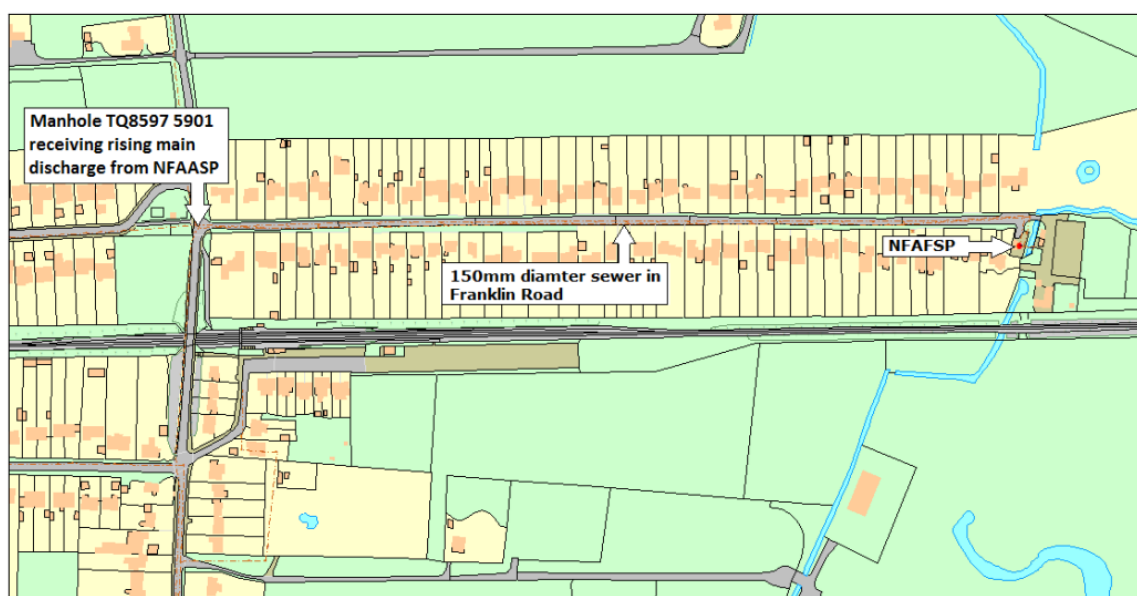 Manhole TQ8597 5901
receiving rising main
discharge from NFAASP
NFAFSP
150mm diamter sewer in
Franklin Road